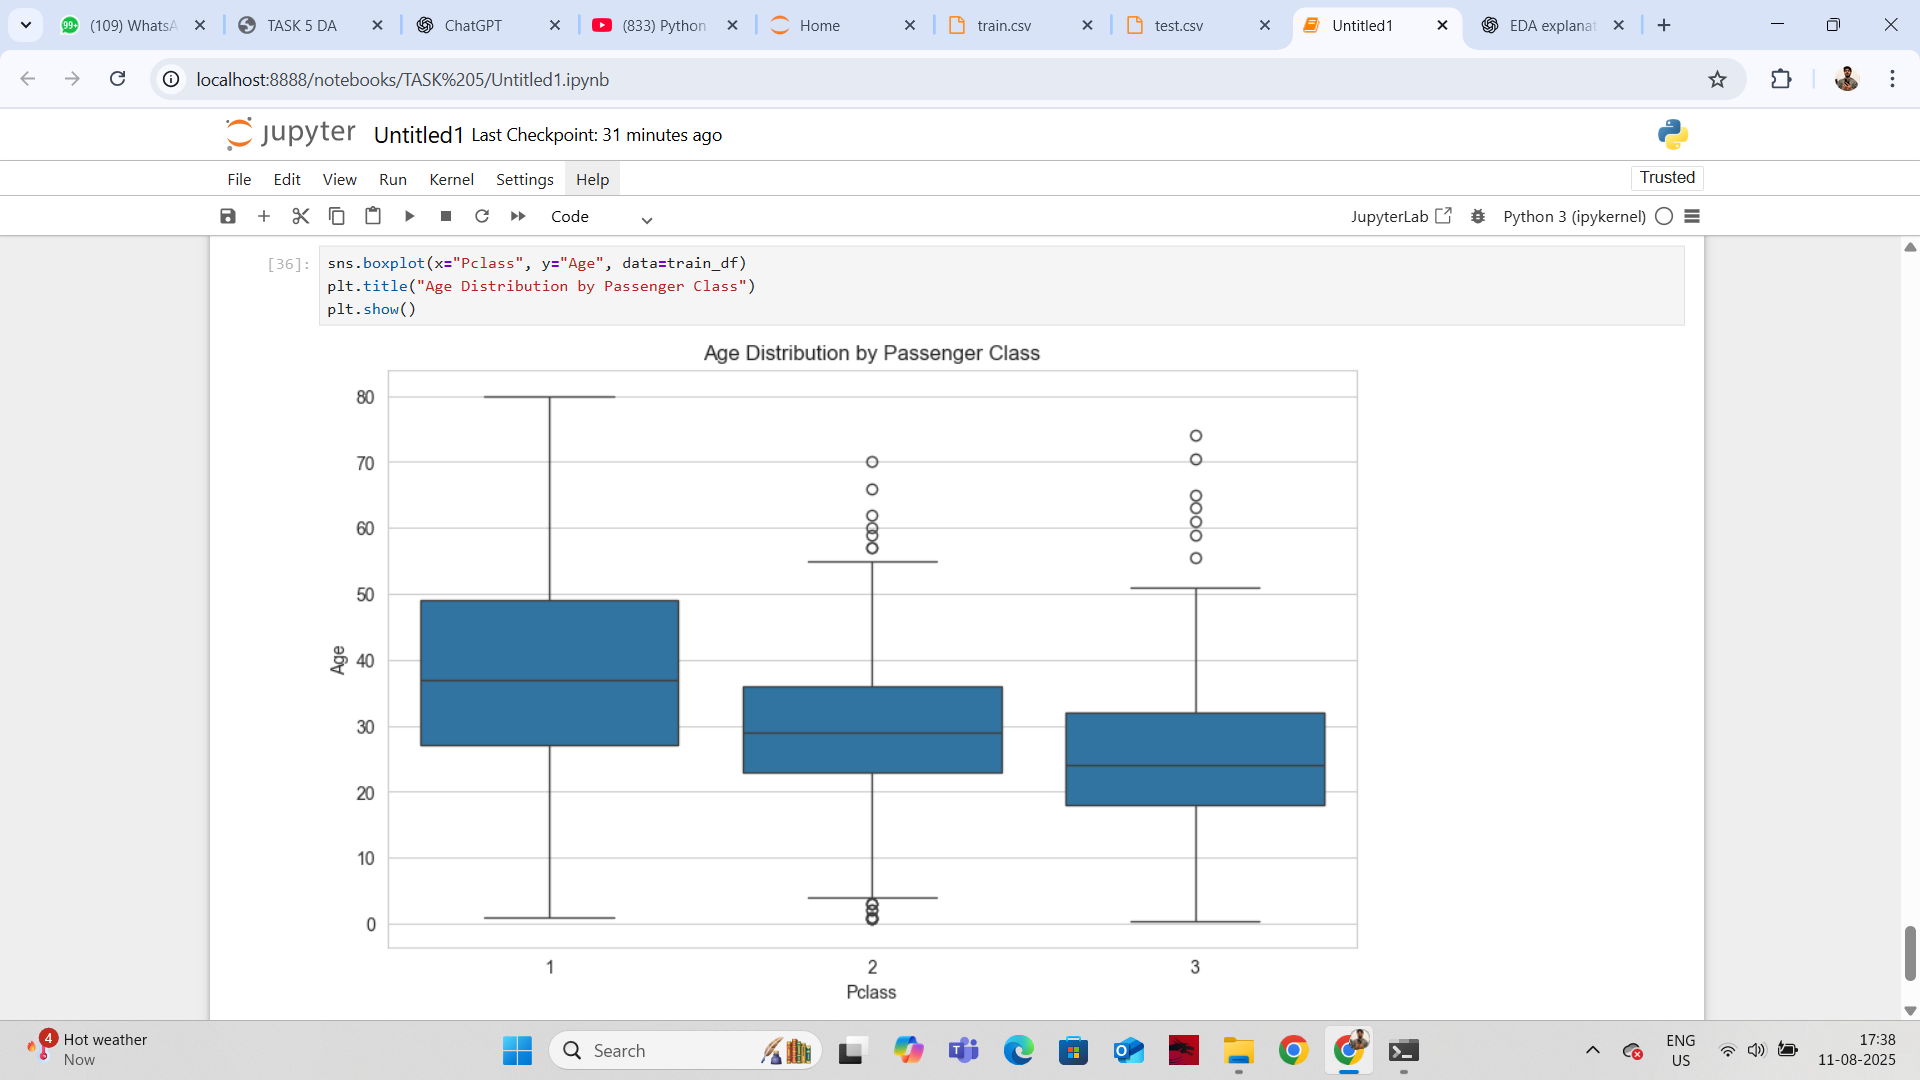 (109) WhatsA
TASK 5 DA
ChatGPT
(833) Python
Home
train.csv
test.csv
Untitled1
EDA explanat
localhost:8888/notebooks/TASK%205/Untitled1.ipynb
jupyter Untitled1 Last Checkpoint: 31 minutes ago
File Edit View Run Kernel Settings Help
Trusted
Code
JupyterLab
Python 3 (ipykernel)
[36]:
sns.boxplot(x="Pclass", y="Age", data=train_df)
plt.title("Age Distribution by Passenger Class")
plt.show()
Age Distribution by Passenger Class
80
70
60
50
40
30
20
10
0
Age
1 2 3
Pclass
4
Hot weather
Now
Search
ENG
US
17:38
11-08-2025